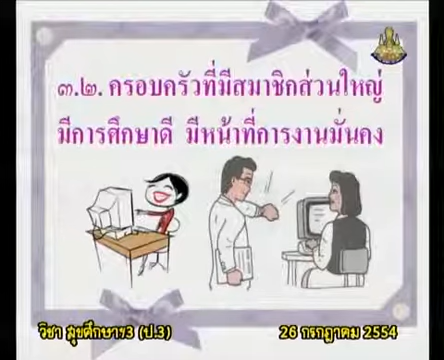 ๓.๒. ครอบครัวที่มีสมาชิกส่วนใหญ่
มีการศึกษาดี มีหน้าที่การงานมั่นคง
วิชา สุขศึกษาฯ3 (ป.3)
26 กรกฎาคม 2554